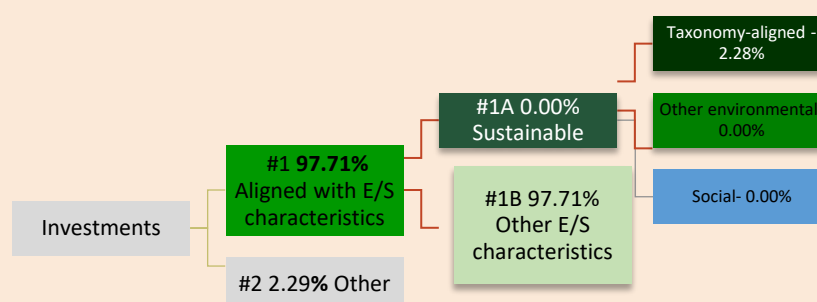 Taxonomy-aligned -
2.28%
#1A 0.00%
Sustainable
Other environmental
0.00%
#1 97.71%
Aligned with E/S
characteristics
#1B 97.71%
Other E/S
characteristics
Social- 0.00%
Investments
#2 2.29% Other